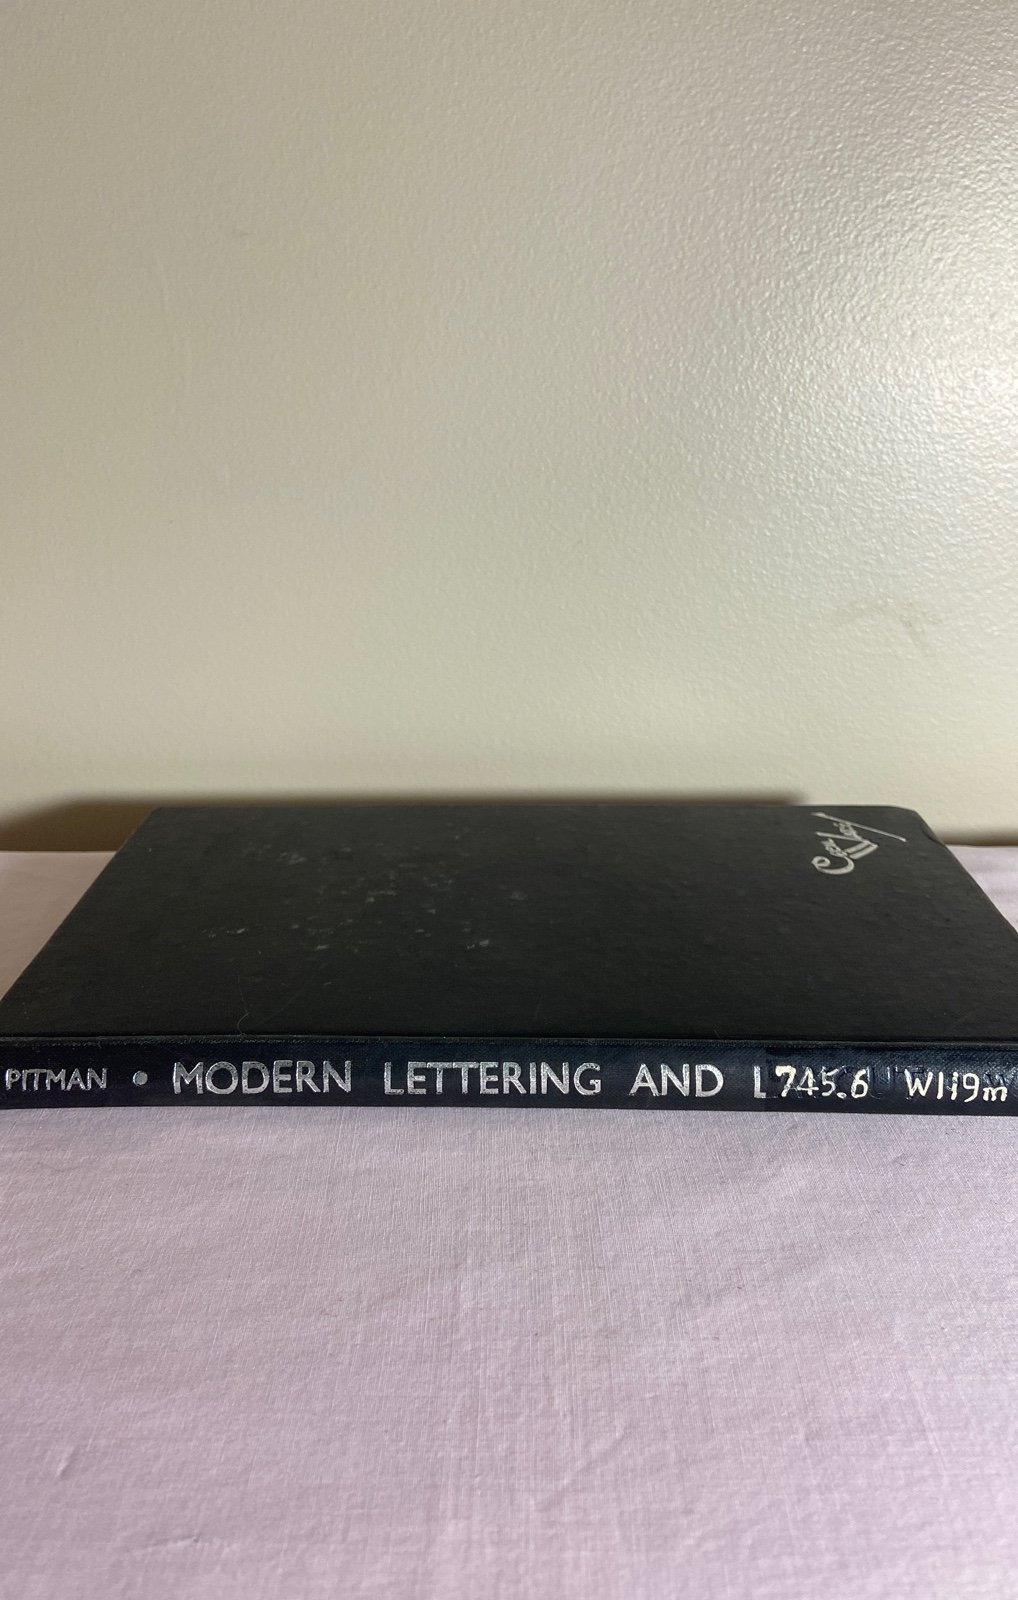 PITMAN • MODERN LETTERING AND L 745.6 W119m